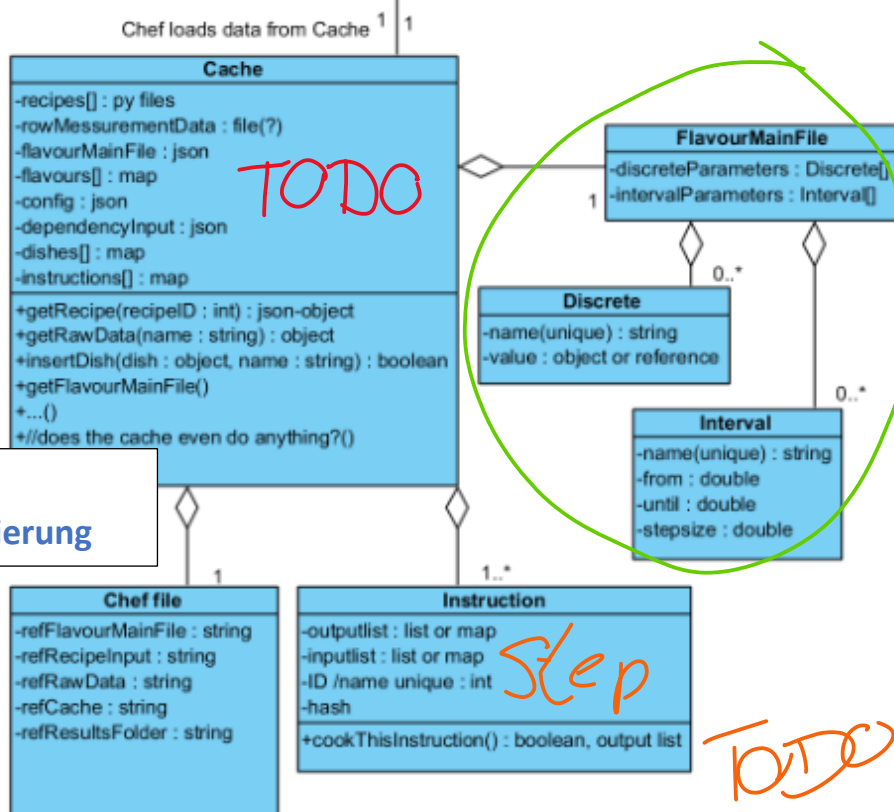 Chef loads data from Cache 1 1
Cache
-recipes[] : py files
-rowMessurementData : file(?)
-flavourMainFile : json
-flavours[] : map
-config : json
-dependencyInput : json
-dishes[] : map
-instructions[] : map
TODO
+getRecipe(recipeID : int) : json-object
+getRawData(name : string) : object
+insertDish(dish : object, name : string) : boolean
+getFlavourMainFile()
+...()
+//does the cache even do anything?()
FlavourMainFile
-discreteParameters : Discrete[]
-intervalParameters : Interval[]
1
0..*
Discrete
-name(unique) : string
-value : object or reference
0..*
Interval
-name(unique) : string
-from : double
-until : double
-stepsize : double
ierung
1
Chef file
-refFlavourMainFile : string
-refRecipeInput : string
-refRawData : string
-refCache : string
-refResultsFolder : string
1..*
Instruction
-outputlist : list or map
-inputlist : list or map
-ID /name unique : int
-hash
Step
+cookThisInstruction() : boolean, output list
TODO